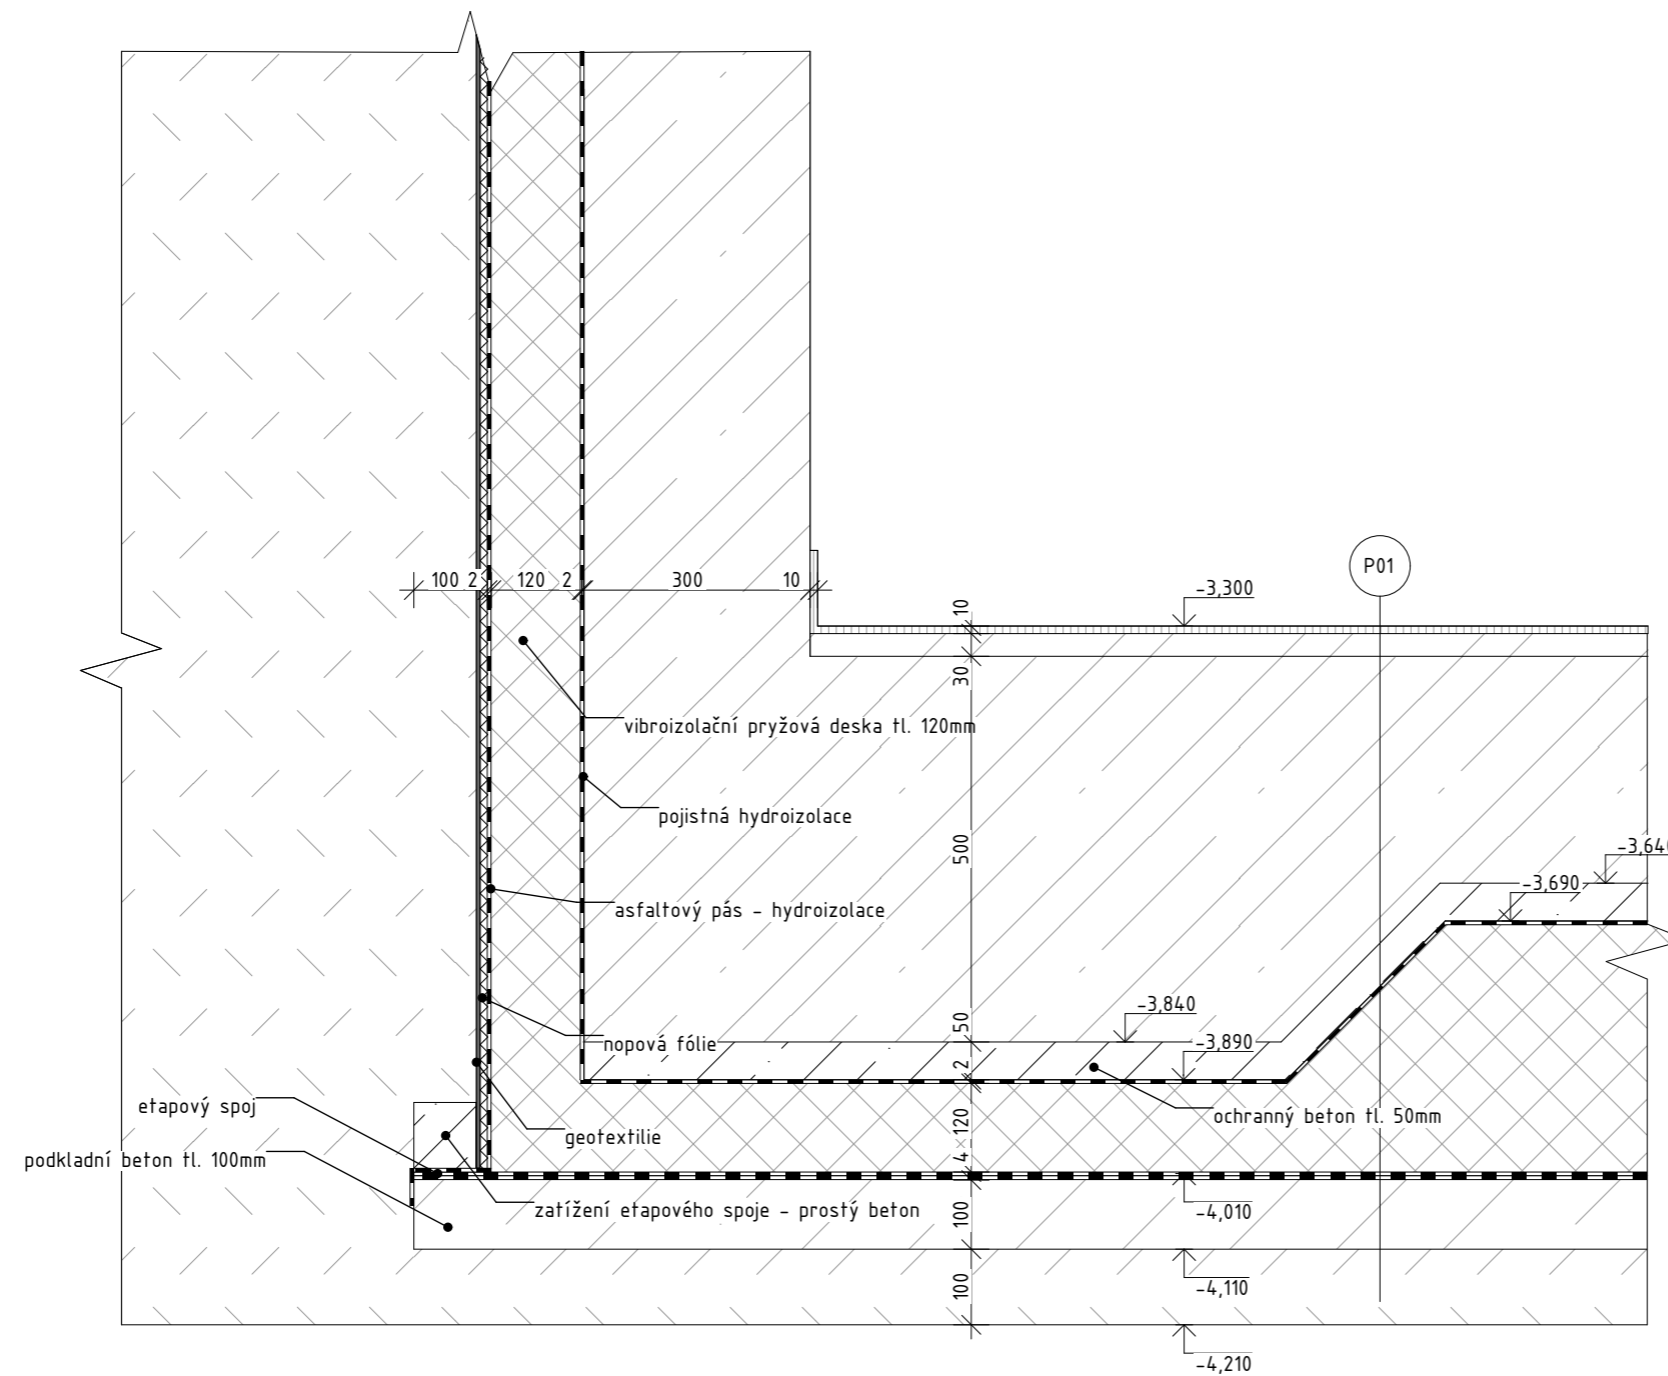 100 2 120 2 300 10
P01
-3,300
10
30
vibroizolační pryžová deska tl. 120mm
pojistná hydroizolace
500
-3,640
-3,690
asfaltový pás - hydroizolace
-3,840
50
nopová fólie
-3,890
2
etapový spoj
geotextilie
ochranný beton tl. 50mm
120
podkladní beton tl. 100mm
4
zatížení etapového spoje - prostý beton
100
-4,010
100
-4,110
-4,210